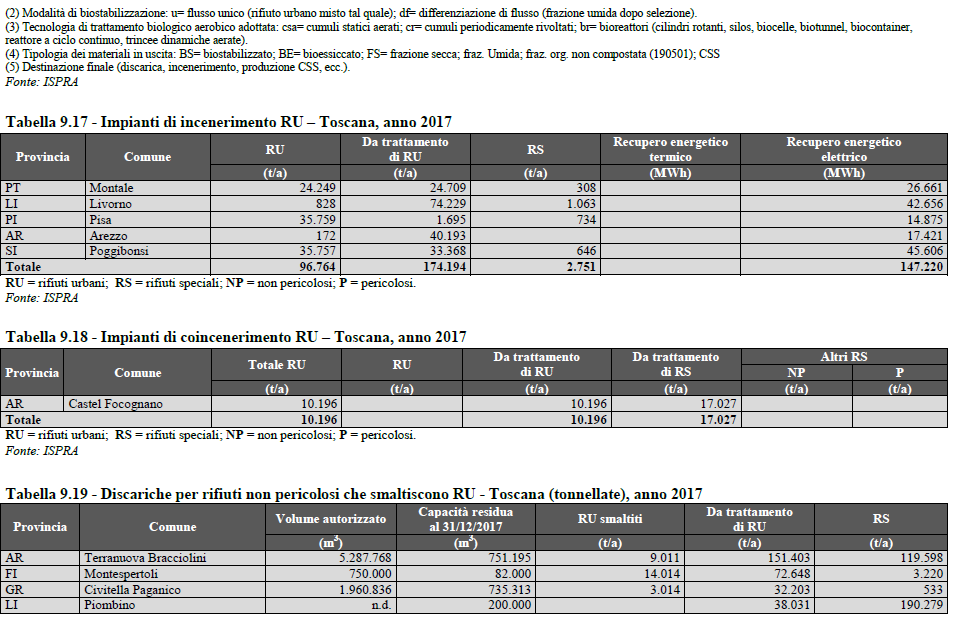 (2) Modalità di biostabilizzazione: u= flusso unico (rifiuto urbano misto tal quale); df= differenziazione di flusso (frazione umida dopo selezione).
(3) Tecnologia di trattamento biologico aerobico adottata: csa= cumuli statici aerati; cr= cumuli periodicamente rivoltati; br= bioreattori (cilindri rotanti, silos, biocelle, biotunnel, biocontainer,
reattore a ciclo continuo, trincee dinamiche aerate).
(4) Tipologia dei materiali in uscita: BS= biostabilizzato; BE= bioessiccato; FS= frazione secca; fraz. Umida; fraz. org. non compostata (190501); CSS
(5) Destinazione finale (discarica, incenerimento, produzione CSS, ecc.).
Fonte: ISPRA
Tabella 9.17 - Impianti di incenerimento RU – Toscana, anno 2017
Provincia Comune RU Da trattamento di RU RS Recupero energetico termico Recupero energetico elettrico
(t/a) (t/a) (t/a) (MWh) (MWh)
PT Montale 24.249 24.709 308 26.661
LI Livorno 828 74.229 1.063 42.656
PI Pisa 35.759 1.695 734 14.875
AR Arezzo 172 40.193 17.421
SI Poggibonsi 35.757 33.368 646 45.606
Totale 96.764 174.194 2.751 147.220
RU = rifiuti urbani; RS = rifiuti speciali; NP = non pericolosi; P = pericolosi.
Fonte: ISPRA
Tabella 9.18 - Impianti di coincenerimento RU – Toscana, anno 2017
Provincia Comune Totale RU RU Da trattamento di RU Da trattamento di RS Altri RS
NP P
(t/a) (t/a) (t/a) (t/a) (t/a) (t/a)
AR Castel Focognano 10.196 10.196 17.027
Totale 10.196 10.196 17.027
RU = rifiuti urbani; RS = rifiuti speciali; NP = non pericolosi; P = pericolosi.
Fonte: ISPRA
Tabella 9.19 - Discariche per rifiuti non pericolosi che smaltiscono RU - Toscana (tonnellate), anno 2017
Provincia Comune Volume autorizzato Capacità residua al 31/12/2017 RU smaltiti Da trattamento di RU RS
(m³) (m³) (t/a) (t/a) (t/a)
AR Terranuova Bracciolini 5.287.768 751.195 9.011 151.403 119.598
FI Montespertoli 750.000 82.000 14.014 72.648 3.220
GR Civitella Paganico 1.960.836 735.313 3.014 32.203 533
LI Piombino n.d. 200.000 38.031 190.279